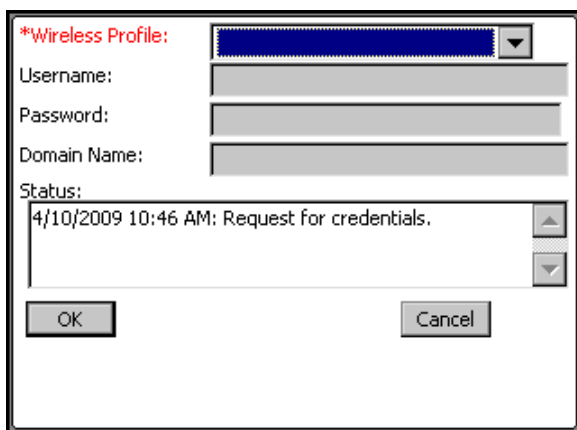 *Wireless Profile:
Username:
Password:
Domain Name:
Status:
4/10/2009 10:46 AM: Request for credentials.
OK
Cancel